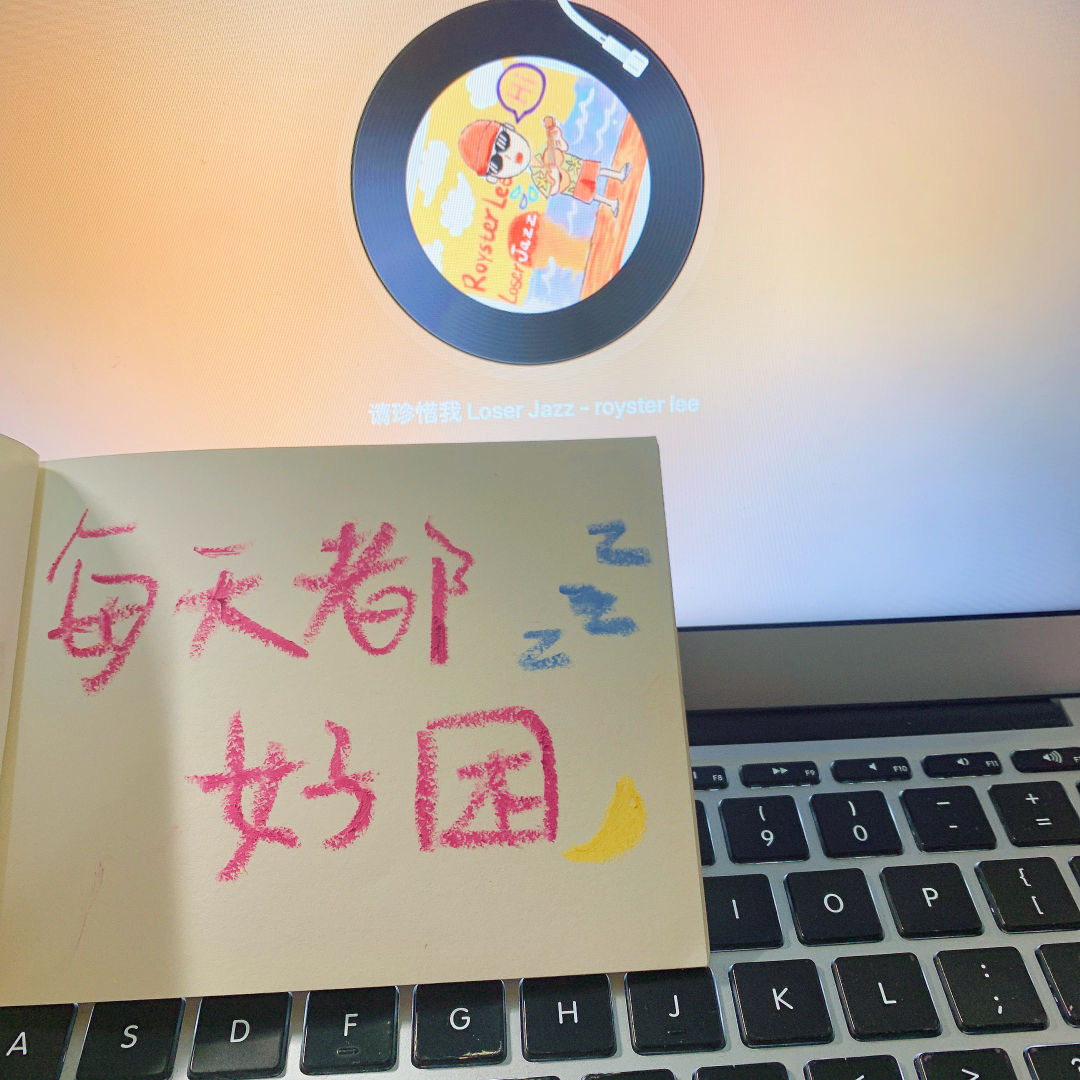 Hi
Royster Lee
Loser Jazz
请珍惜我 Loser Jazz - royster lee
每天都
z
z
z
好困
F8 F9 F10 F11
( 9 ) 0 _ - + =
I O P { [
A S D F G H J K L : ;
< >